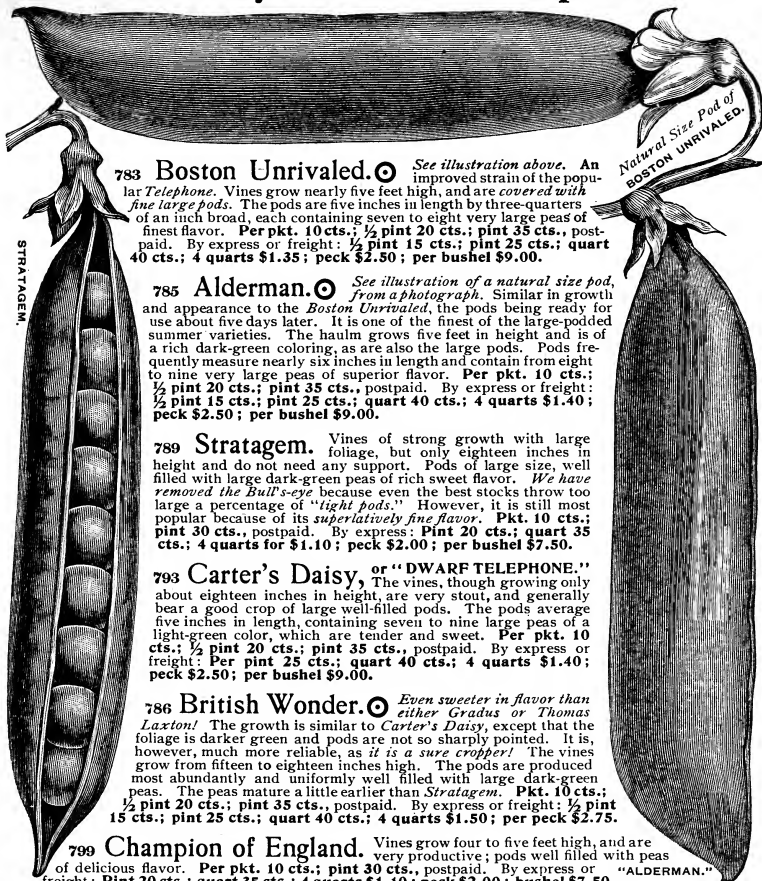 Natural Size Pod of
BOSTON UNRIVALED.
STRATAGEM.
783 Boston Unrivaled.⊙ See illustration above. An
improved strain of the popu-
lar Telephone. Vines grow nearly five feet high, and are covered with
fine large pods. The pods are five inches in length by three-quarters
of an inch broad, each containing seven to eight very large peas of
finest flavor. Per pkt. 10 cts.; ½ pint 20 cts.; pint 35 cts., post-
paid. By express or freight: ½ pint 15 cts.; pint 25 cts.; quart
40 cts.; 4 quarts $1.35; peck $2.50; per bushel $9.00.
785 Alderman.⊙ See illustration of a natural size pod,
from a photograph. Similar in growth
and appearance to the Boston Unrivaled, the pods being ready for
use about five days later. It is one of the finest of the large-podded
summer varieties. The haulm grows five feet in height and is of
a rich dark-green coloring, as are also the large pods. Pods fre-
quently measure nearly six inches in length and contain from eight
to nine very large peas of superior flavor. Per pkt. 10 cts.;
½ pint 20 cts.; pint 35 cts., postpaid. By express or freight:
½ pint 15 cts.; pint 25 cts.; quart 40 cts.; 4 quarts $1.40;
peck $2.50; per bushel $9.00.
789 Stratagem. Vines of strong growth with large
foliage, but only eighteen inches in
height and do not need any support. Pods of large size, well
filled with large dark-green peas of rich sweet flavor. We have
removed the Bull's-eye because even the best stocks throw too
large a percentage of "tight pods." However, it is still most
popular because of its superlatively fine flavor. Pkt. 10 cts.;
pint 30 cts., postpaid. By express: Pint 20 cts.; quart 35
cts.; 4 quarts for $1.10; peck $2.00; per bushel $7.50.
793 Carter's Daisy, or "DWARF TELEPHONE."
The vines, though growing only
about eighteen inches in height, are very stout, and generally
bear a good crop of large well-filled pods. The pods average
five inches in length, containing seven to nine large peas of a
light-green color, which are tender and sweet. Per pkt. 10
cts.; ½ pint 20 cts.; pint 35 cts., postpaid. By express or
freight: Per pint 25 cts.; quart 40 cts.; 4 quarts $1.40;
peck $2.50; per bushel $9.00.
786 British Wonder.⊙ Even sweeter in flavor than
either Gradus or Thomas
Laxton! The growth is similar to Carter's Daisy, except that the
foliage is darker green and pods are not so sharply pointed. It is,
however, much more reliable, as it is a sure cropper! The vines
grow from fifteen to eighteen inches high. The pods are produced
most abundantly and uniformly well filled with large dark-green
peas. The peas mature a little earlier than Stratagem. Pkt. 10 cts.;
½ pint 20 cts.; pint 35 cts., postpaid. By express or freight: ½ pint
15 cts.; pint 25 cts.; quart 40 cts.; 4 quarts $1.50; per peck $2.75.
799 Champion of England. Vines grow four to five feet high, and are
very productive; pods well filled with peas
of delicious flavor. Per pkt. 10 cts.; pint 30 cts., postpaid. By express or
"ALDERMAN."